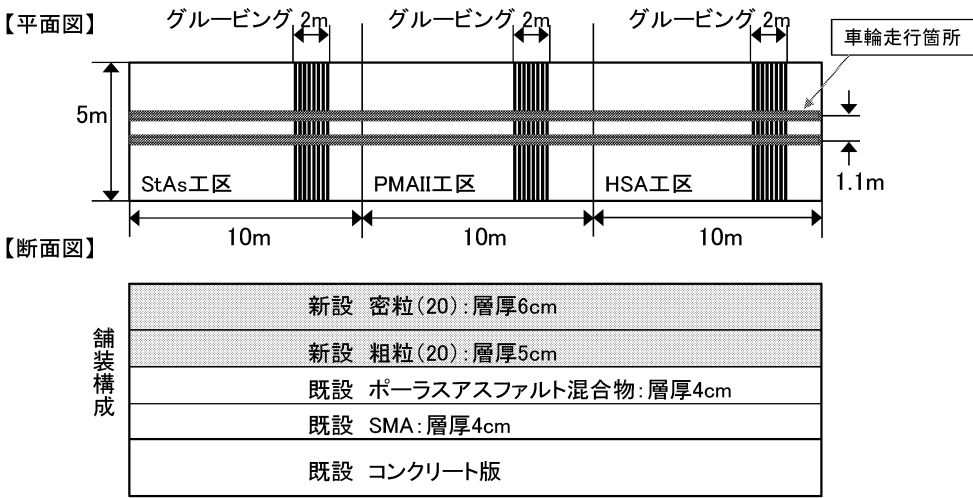 【平面図】
グルービング 2m
グルービング 2m
グルービング 2m
車輪走行箇所
5m
1.1m
StAs工区
PMAII工区
HSA工区
10m
10m
10m
【断面図】
舗装構成
新設 密粒(20):層厚6cm
新設 粗粒(20):層厚5cm
既設 ポーラスアスファルト混合物:層厚4cm
既設 SMA:層厚4cm
既設 コンクリート版